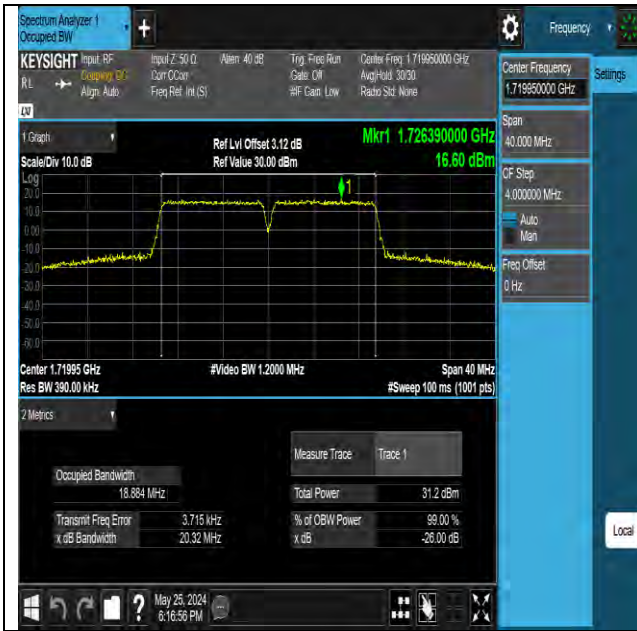 Spectrum Analyzer 1
Occupied BW
+
Frequency
KEYSIGHT Input: RF Input Z: 50 Ω Atten: 40 dB Trig: Free Run Center Freq: 1.719950000 GHz
RL Coupling: DC Corr CCorr Gate: Off Avg|Hold: 30/30
Align: Auto Freq Ref: Int (S) #IF Gain: Low Radio Std: None
LXI
Center Frequency
1.719950000 GHz
Settings
Span
40.000 MHz
CF Step
4.000000 MHz
Auto
Man
Freq Offset
0 Hz
Local
1 Graph
Ref Lvl Offset 3.12 dB
Mkr1 1.726390000 GHz
Scale/Div 10.0 dB
Ref Value 30.00 dBm
16.60 dBm
Log
20.0
10.0
0.00
-10.0
-20.0
-30.0
-40.0
-50.0
-60.0
1
Center 1.71995 GHz
#Video BW 1.2000 MHz
Span 40 MHz
Res BW 390.00 kHz
#Sweep 100 ms (1001 pts)
2 Metrics
Measure Trace Trace 1
Occupied Bandwidth
18.884 MHz
Total Power 31.2 dBm
Transmit Freq Error 3.715 kHz
% of OBW Power 99.00 %
x dB Bandwidth 20.32 MHz
x dB -26.00 dB
?
May 25, 2024
6:16:56 PM